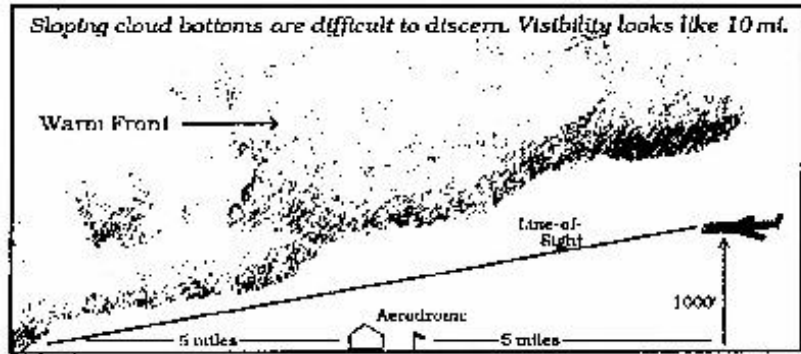 Sloping cloud bottoms are difficult to discern. Visibility looks like 10 mi.
Warm Front
Line-of-
Sight
1000'
Aerodrome
5 miles
5 miles